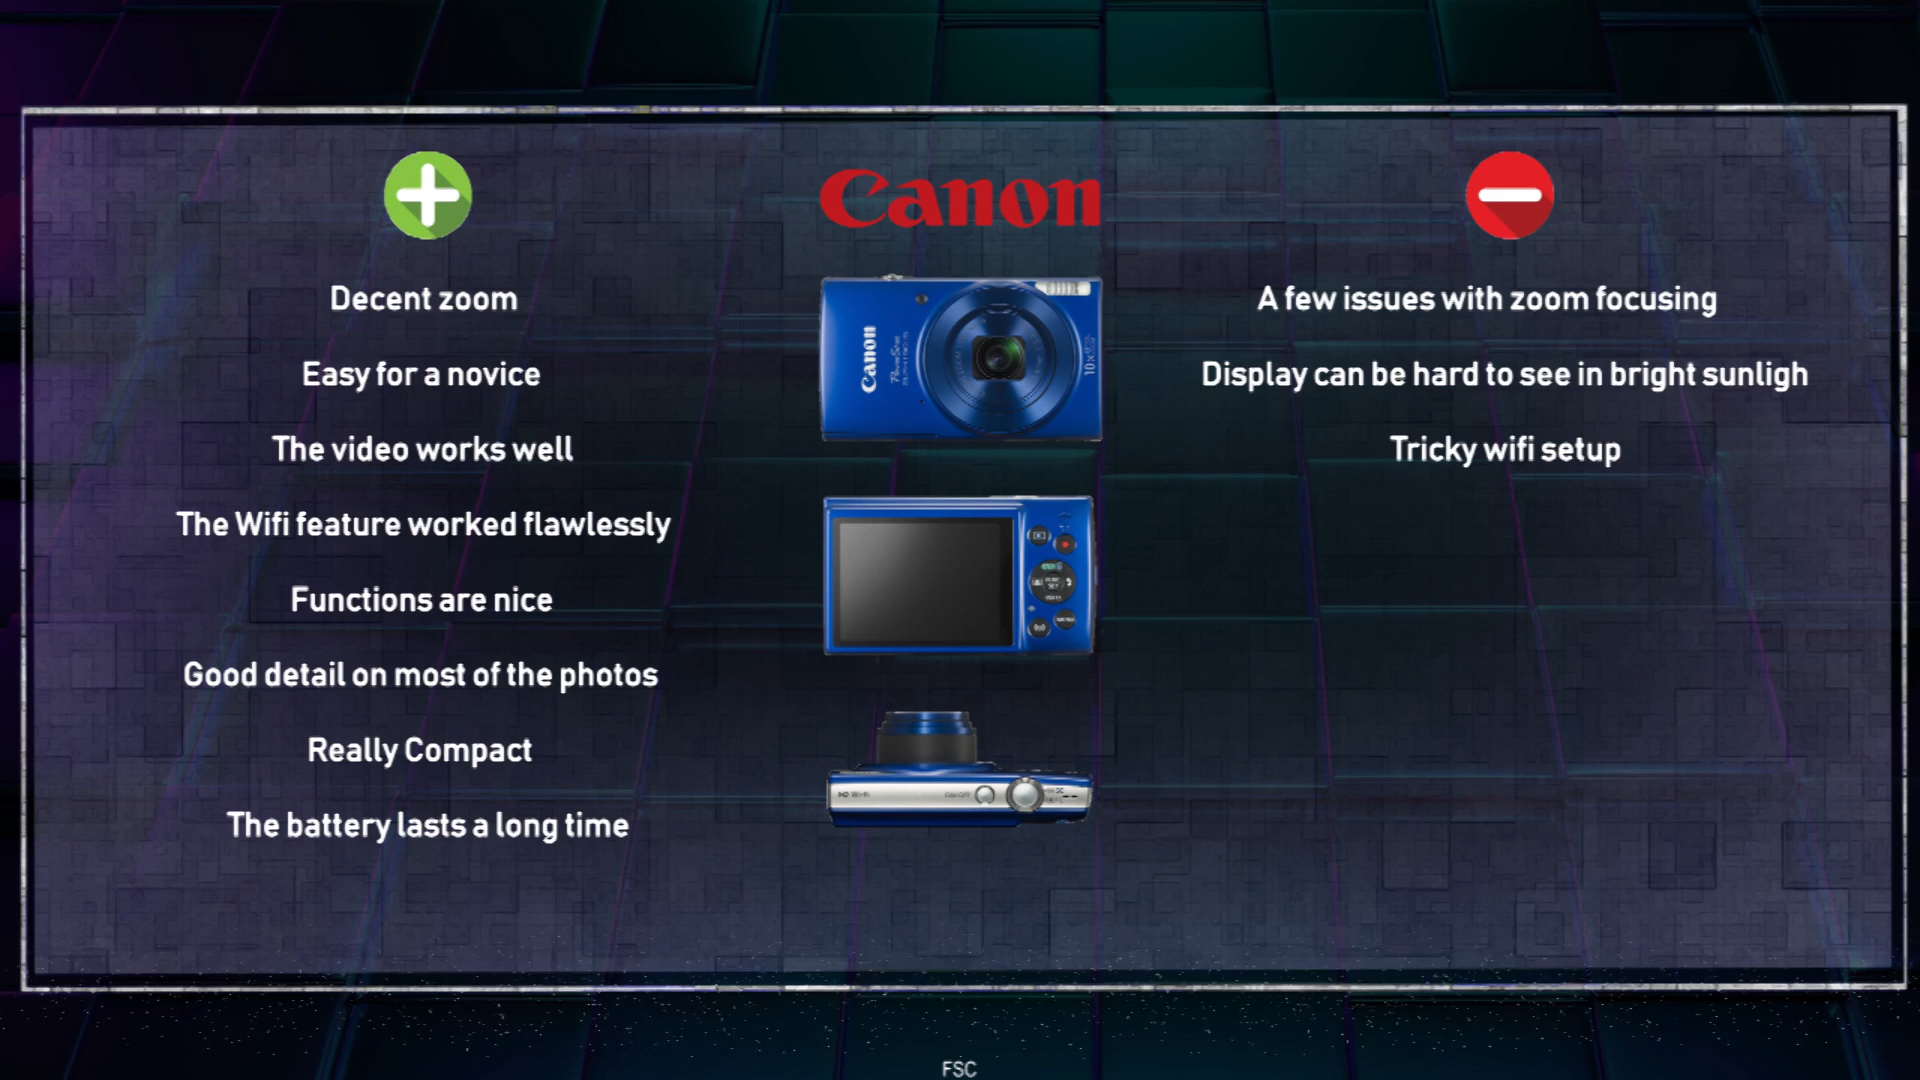 Canon
Decent zoom
Easy for a novice
The video works well
The Wifi feature worked flawlessly
Functions are nice
Good detail on most of the photos
Really Compact
The battery lasts a long time
Canon
10x
A few issues with zoom focusing
Display can be hard to see in bright sunligh
Tricky wifi setup
FSC